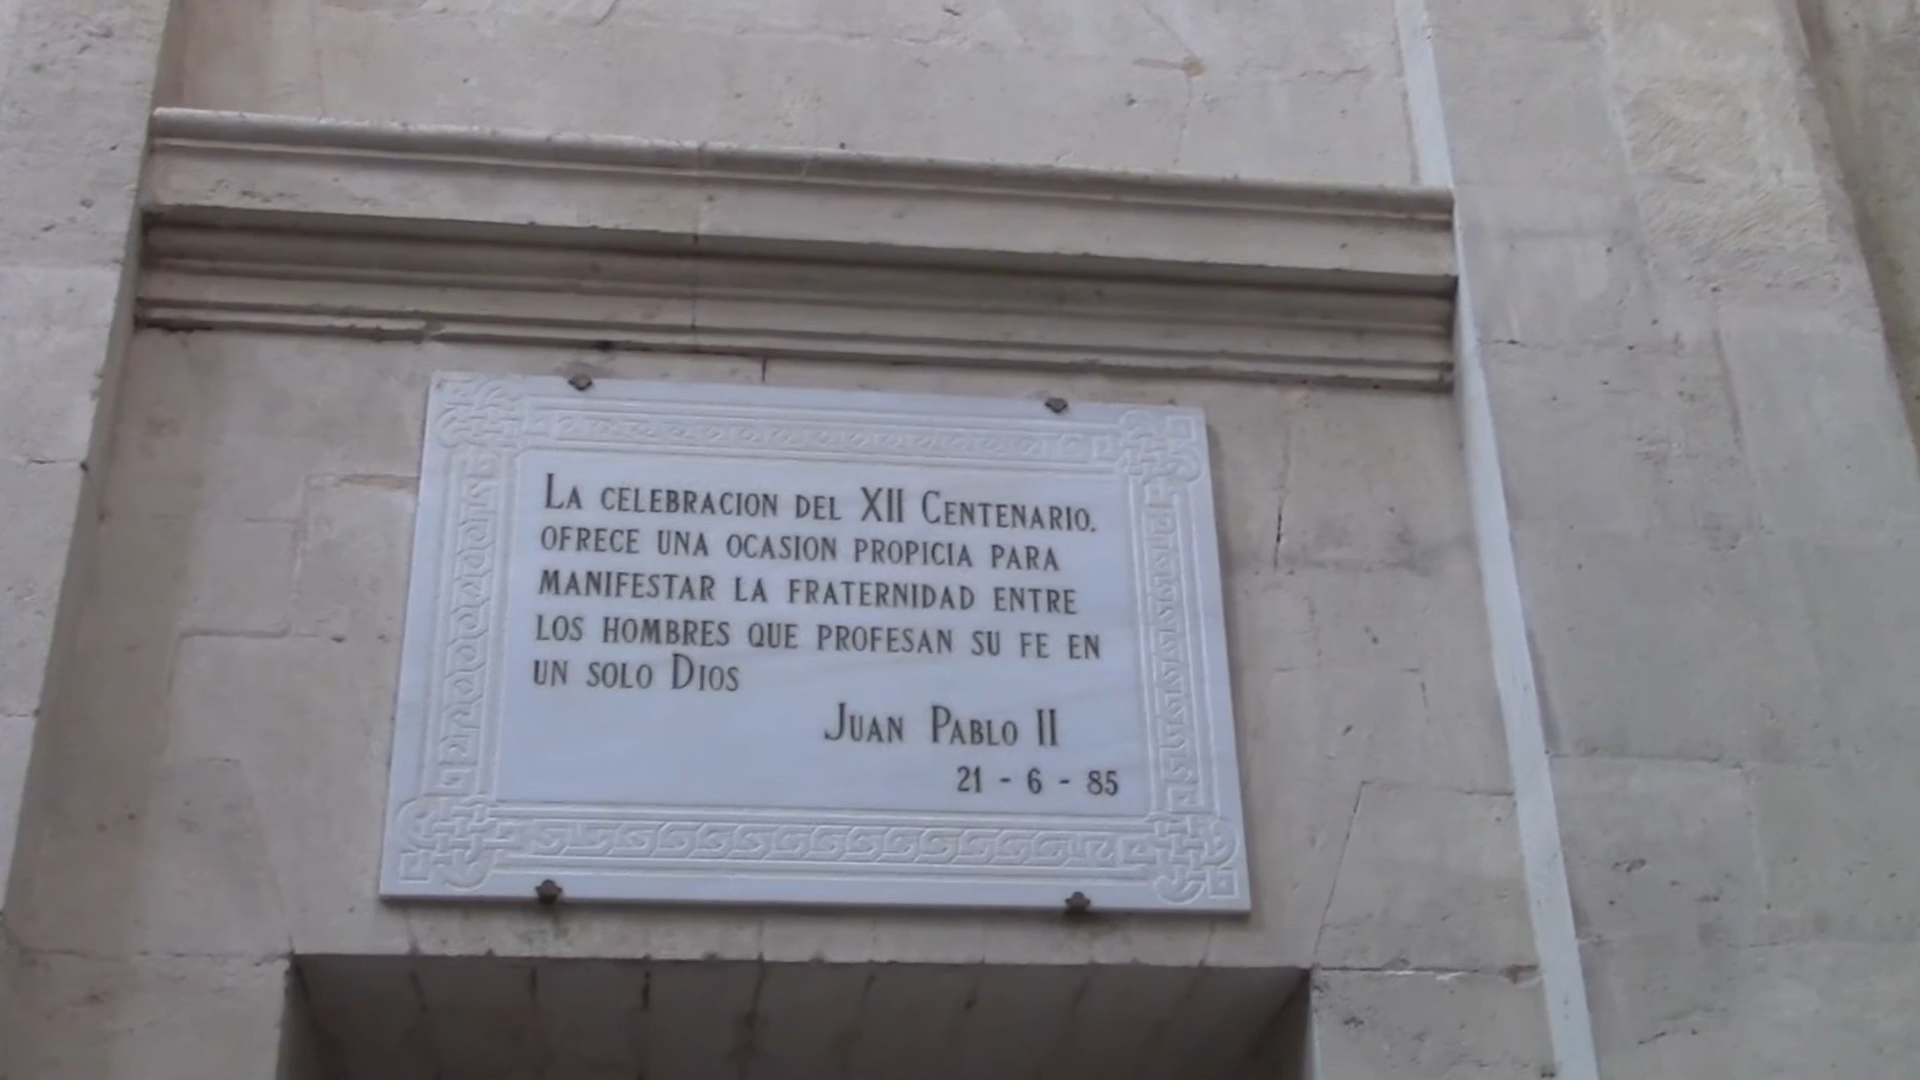 La celebracion del XII Centenario.
ofrece una ocasion propicia para
manifestar la fraternidad entre
los hombres que profesan su fe en
un solo Dios
Juan Pablo II
21 - 6 - 85